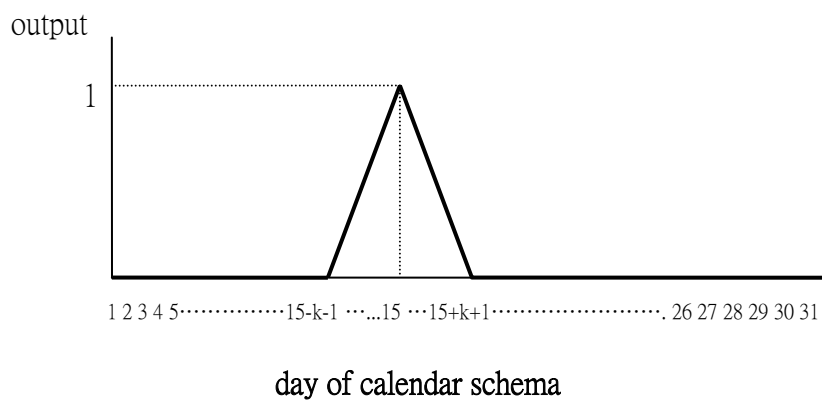 output
1
1 2 3 4 5⋯⋯⋯⋯⋯15-k-1 ⋯...15 ⋯15+k+1⋯⋯⋯⋯⋯⋯⋯⋯. 26 27 28 29 30 31
day of calendar schema